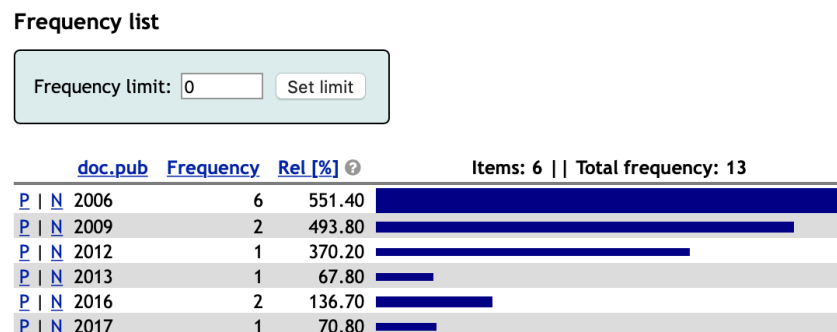 Frequency list
Frequency limit: 0 Set limit
doc.pub Frequency Rel [%] ? Items: 6 || Total frequency: 13
P | N 2006 6 551.40
P | N 2009 2 493.80
P | N 2012 1 370.20
P | N 2013 1 67.80
P | N 2016 2 136.70
P | N 2017 1 70.80